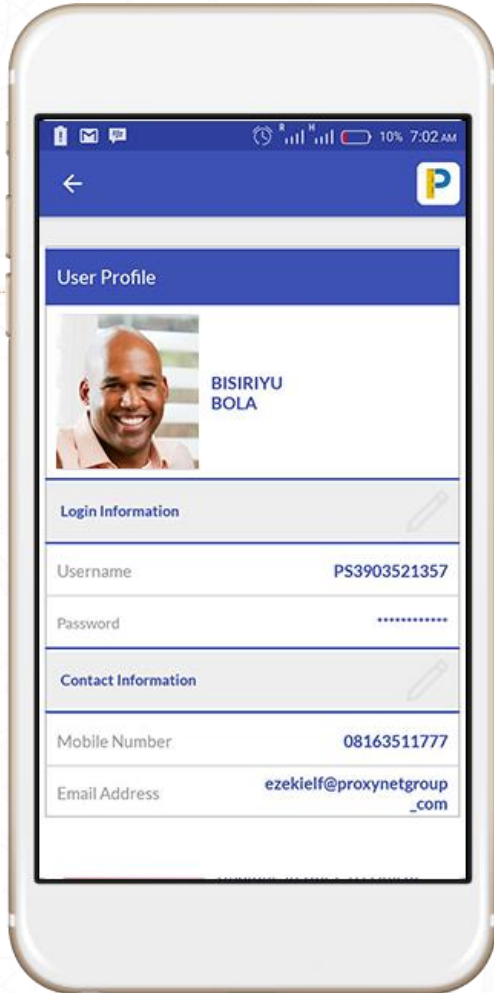 R H 10% 7:02 AM
P
User Profile
BISIRIYU
BOLA
Login Information
Username PS3903521357
Password ************
Contact Information
Mobile Number 08163511777
Email Address ezekielf@proxynetgroup
_com